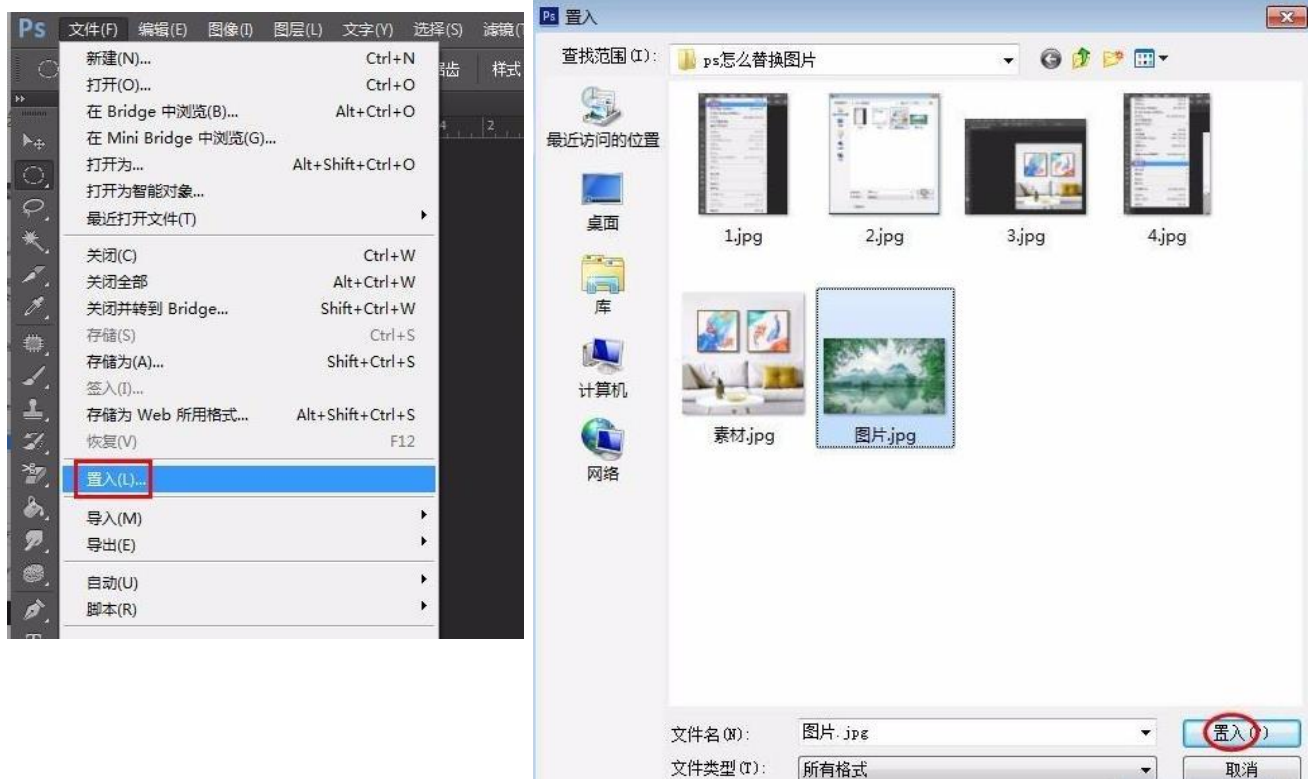 Ps 文件(F) 编辑(E) 图像(I) 图层(L) 文字(Y) 选择(S) 滤镜(T
样式
新建(N)... Ctrl+N
打开(O)... Ctrl+O
在 Bridge 中浏览(B)... Alt+Ctrl+O
在 Mini Bridge 中浏览(G)...
打开为... Alt+Shift+Ctrl+O
打开为智能对象...
最近打开文件(T)
关闭(C) Ctrl+W
关闭全部 Alt+Ctrl+W
关闭并转到 Bridge... Shift+Ctrl+W
存储(S) Ctrl+S
存储为(A)... Shift+Ctrl+S
签入(I)...
存储为 Web 所用格式... Alt+Shift+Ctrl+S
恢复(V) F12
置入(L)...
导入(M)
导出(E)
自动(U)
脚本(R)
4 2
Ps 置入
查找范围(I): ps怎么替换图片
最近访问的位置
桌面
库
计算机
网络
1.jpg 2.jpg 3.jpg 4.jpg
素材.jpg 图片.jpg
文件名(N): 图片.jpg 置入(P)
文件类型(T): 所有格式 取消